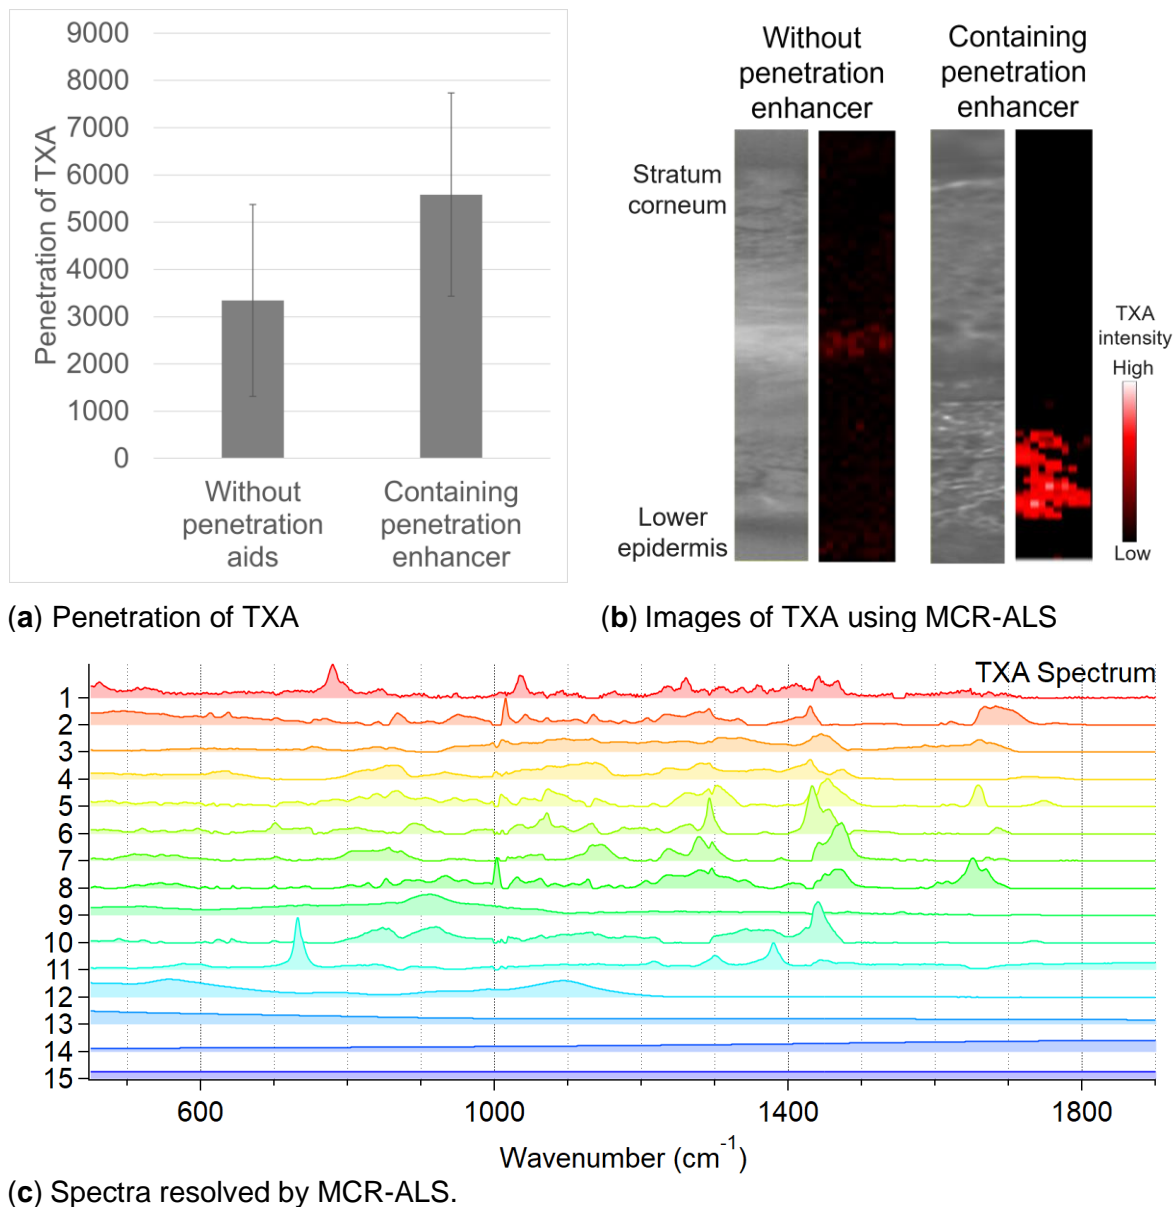 9000
8000
7000
6000
5000
4000
3000
2000
1000
0
Penetration of TXA
Without
penetration
aids
Containing
penetration
enhancer
(a) Penetration of TXA
Without
penetration
enhancer
Containing
penetration
enhancer
Stratum
corneum
Lower
epidermis
TXA
intensity
High
Low
(b) Images of TXA using MCR-ALS
TXA Spectrum
1
2
3
4
5
6
7
8
9
10
11
12
13
14
15
600
1000
1400
1800
Wavenumber (cm⁻¹)
(c) Spectra resolved by MCR-ALS.